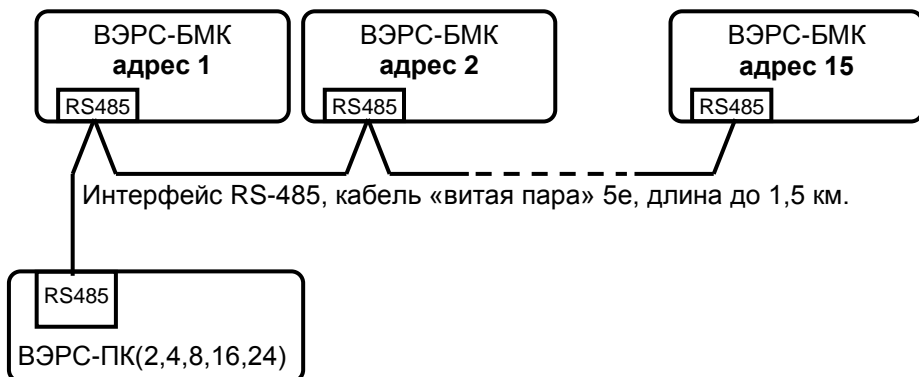 ВЭРС-БМК
адрес 1
RS485
ВЭРС-БМК
адрес 2
RS485
ВЭРС-БМК
адрес 15
RS485
Интерфейс RS-485, кабель «витая пара» 5е, длина до 1,5 км.
RS485
ВЭРС-ПК(2,4,8,16,24)